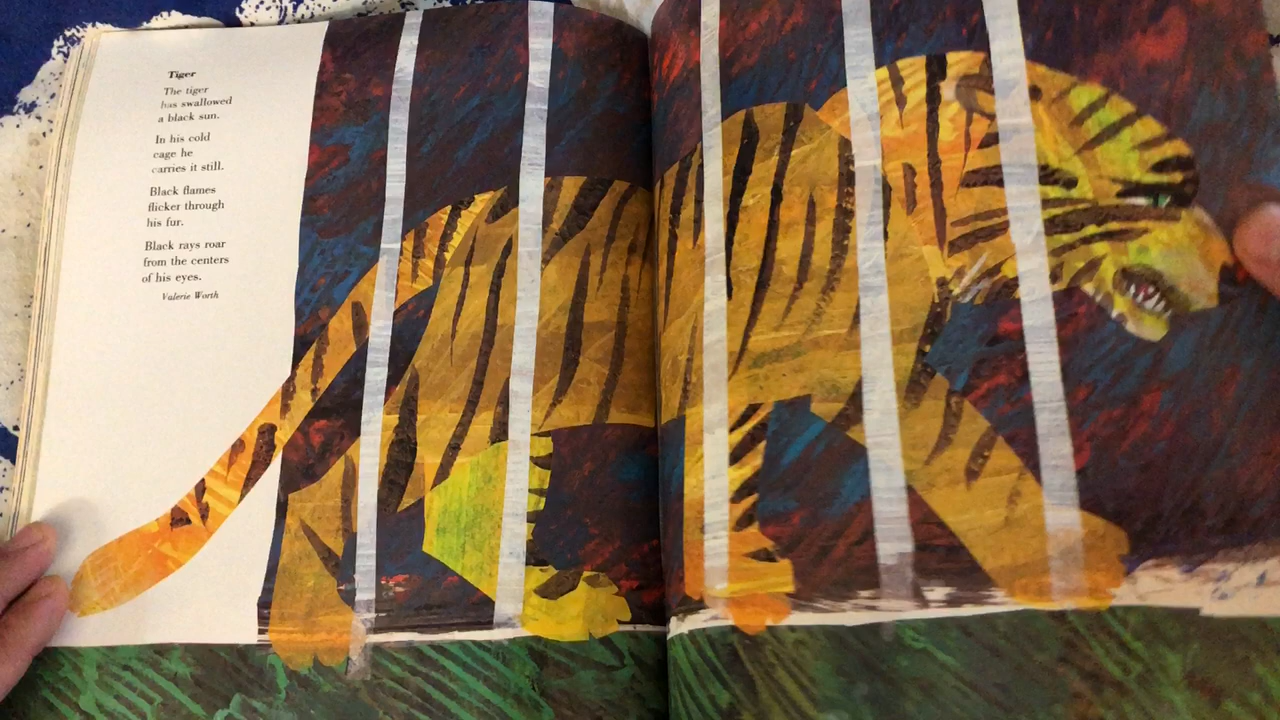 Tiger
The tiger
has swallowed
a black sun.
In his cold
cage he
carries it still.
Black flames
flicker through
his fur.
Black rays roar
from the centers
of his eyes.
Valerie Worth